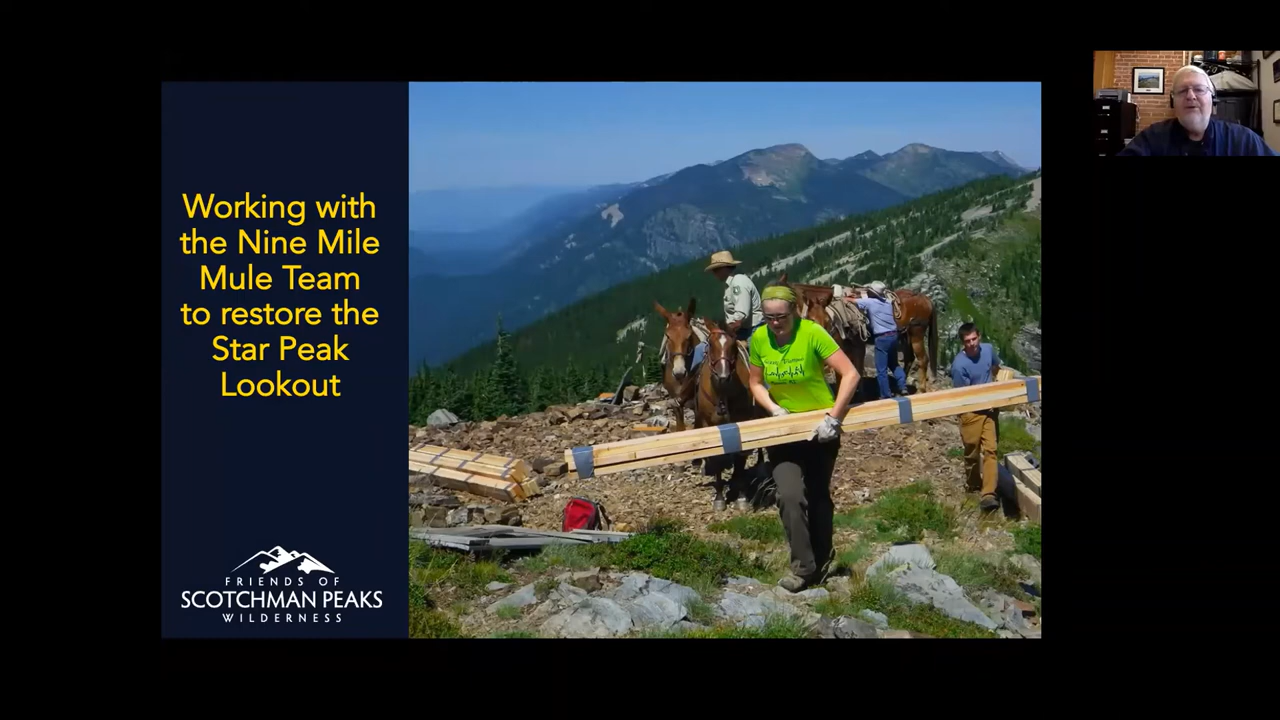 Working with
the Nine Mile
Mule Team
to restore the
Star Peak
Lookout
FRIENDS OF
SCOTCHMAN PEAKS
WILDERNESS